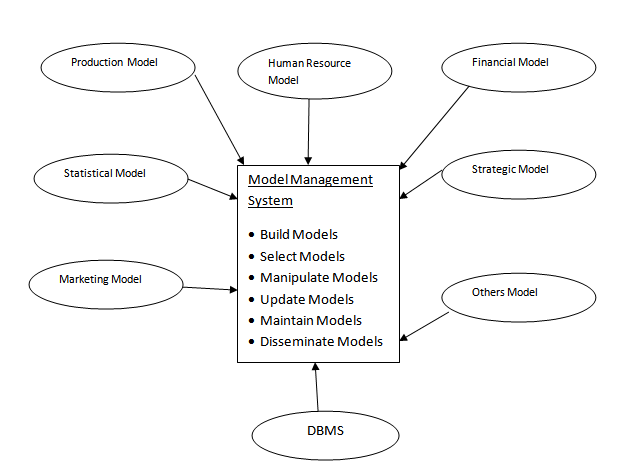 Production Model
Human Resource
Model
Financial Model
Statistical Model
Strategic Model
Marketing Model
Others Model
Model Management
System
• Build Models
• Select Models
• Manipulate Models
• Update Models
• Maintain Models
• Disseminate Models
DBMS